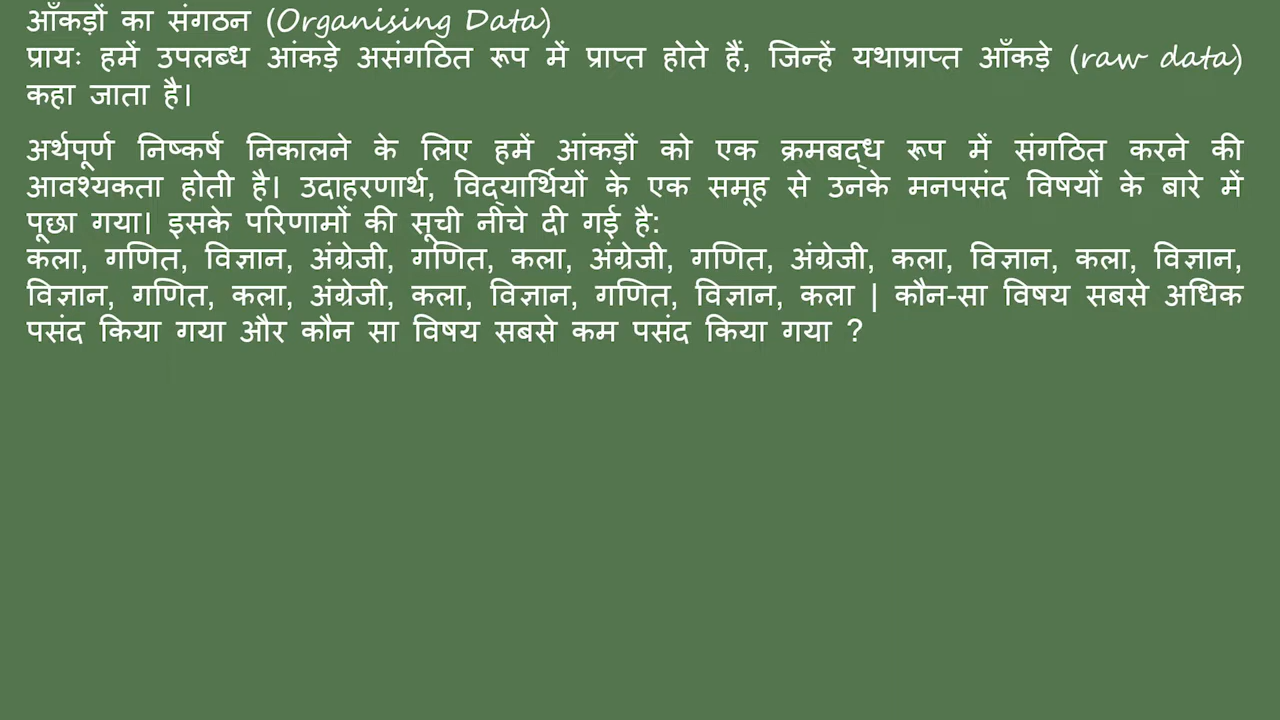 आँकड़ों का संगठन (Organising Data)
प्रायः हमें उपलब्ध आंकड़े असंगठित रूप में प्राप्त होते हैं, जिन्हें यथाप्राप्त आँकड़े (raw data)
कहा जाता है।
अर्थपूर्ण निष्कर्ष निकालने के लिए हमें आंकड़ों को एक क्रमबद्ध रूप में संगठित करने की
आवश्यकता होती है। उदाहरणार्थ, विद्यार्थियों के एक समूह से उनके मनपसंद विषयों के बारे में
पूछा गया। इसके परिणामों की सूची नीचे दी गई है:
कला, गणित, विज्ञान, अंग्रेजी, गणित, कला, अंग्रेजी, गणित, अंग्रेजी, कला, विज्ञान, कला, विज्ञान,
विज्ञान, गणित, कला, अंग्रेजी, कला, विज्ञान, गणित, विज्ञान, कला | कौन-सा विषय सबसे अधिक
पसंद किया गया और कौन सा विषय सबसे कम पसंद किया गया ?